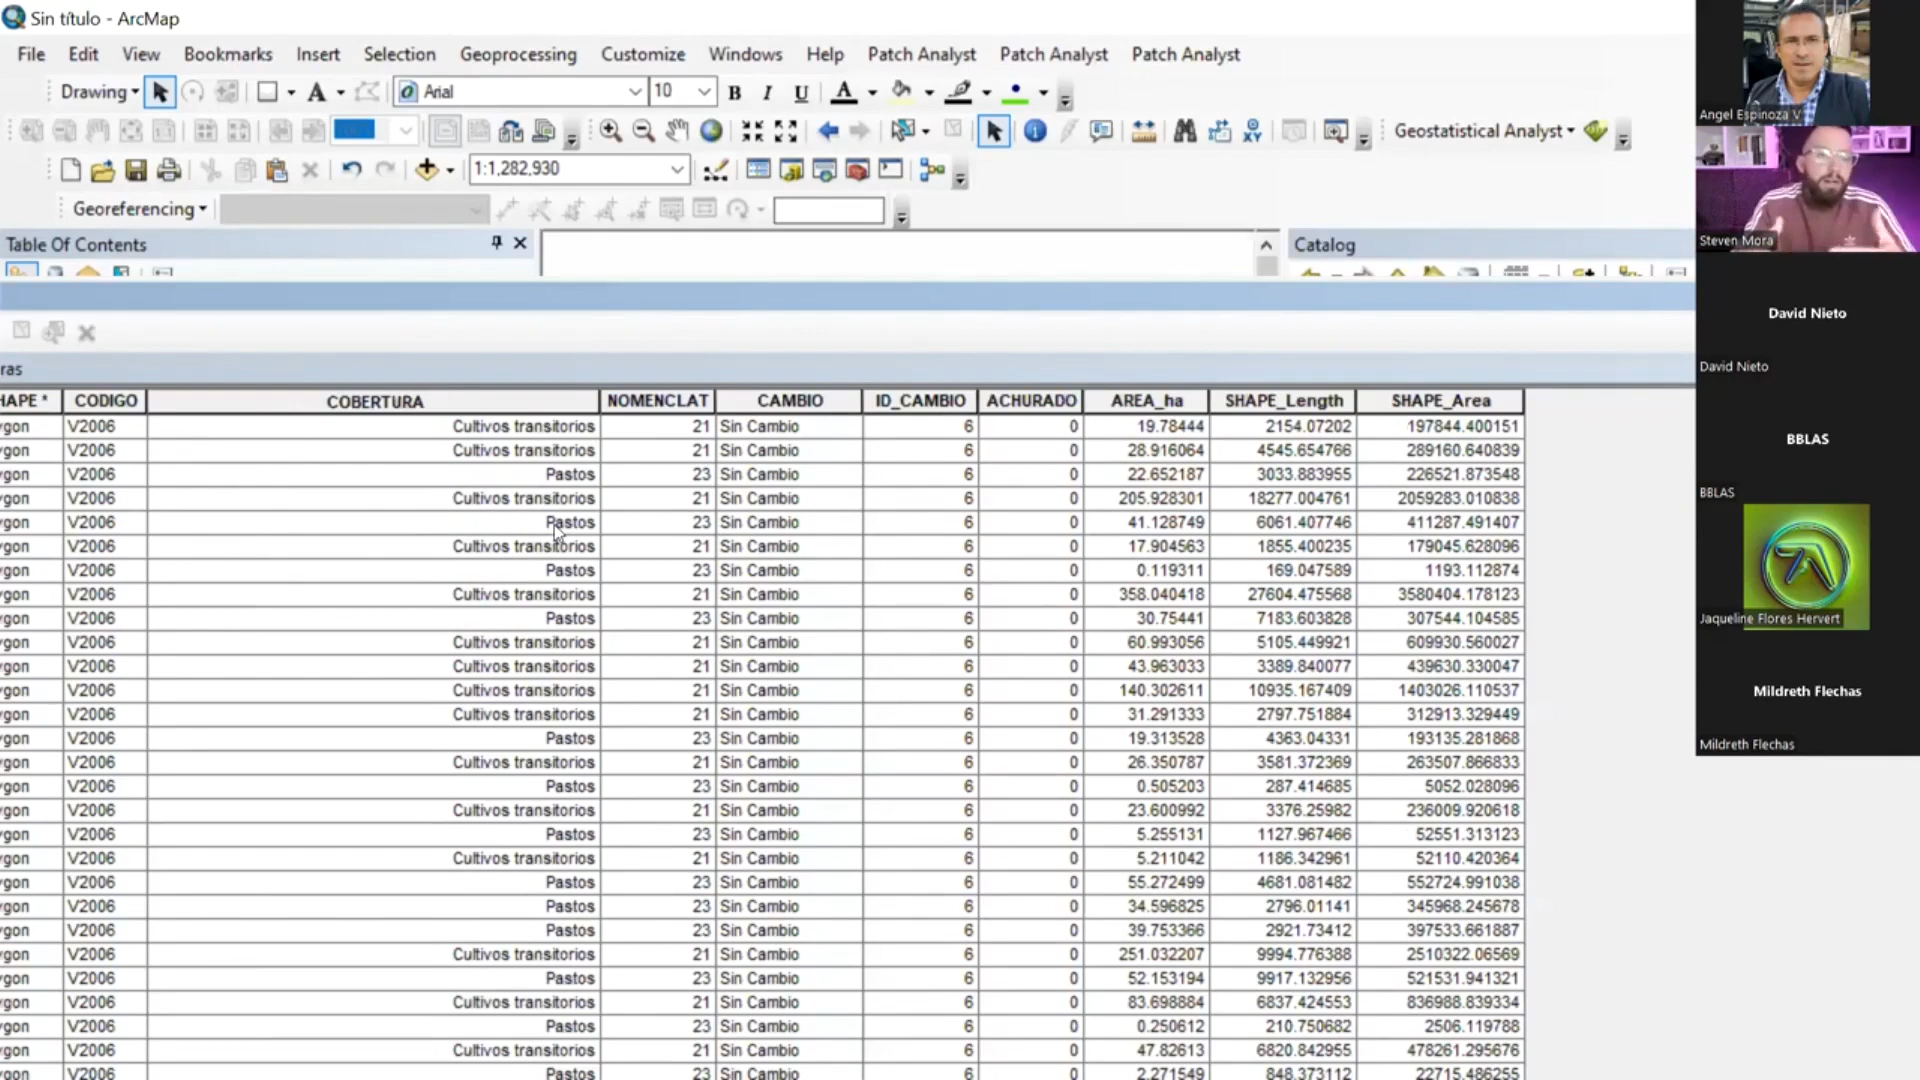 Sin título - ArcMap
File Edit View Bookmarks Insert Selection Geoprocessing Customize Windows Help Patch Analyst Patch Analyst Patch Analyst
Drawing Arial 10 B I U A
Geostatistical Analyst
1:1,282,930
Georeferencing
Table Of Contents
Catalog
ras
HAPE * CODIGO COBERTURA NOMENCLAT CAMBIO ID_CAMBIO ACHURADO AREA_ha SHAPE_Length SHAPE_Area
ygon V2006 Cultivos transitorios 21 Sin Cambio 6 0 19.78444 2154.07202 197844.400151
ygon V2006 Cultivos transitorios 21 Sin Cambio 6 0 28.916064 4545.654766 289160.640839
ygon V2006 Pastos 23 Sin Cambio 6 0 22.652187 3033.883955 226521.873548
ygon V2006 Cultivos transitorios 21 Sin Cambio 6 0 205.928301 18277.004761 2059283.010838
ygon V2006 Pastos 23 Sin Cambio 6 0 41.128749 6061.407746 411287.491407
ygon V2006 Cultivos transitorios 21 Sin Cambio 6 0 17.904563 1855.400235 179045.628096
ygon V2006 Pastos 23 Sin Cambio 6 0 0.119311 169.047589 1193.112874
ygon V2006 Cultivos transitorios 21 Sin Cambio 6 0 358.040418 27604.475568 3580404.178123
ygon V2006 Pastos 23 Sin Cambio 6 0 30.75441 7183.603828 307544.104585
ygon V2006 Cultivos transitorios 21 Sin Cambio 6 0 60.993056 5105.449921 609930.560027
ygon V2006 Cultivos transitorios 21 Sin Cambio 6 0 43.963033 3389.840077 439630.330047
ygon V2006 Cultivos transitorios 21 Sin Cambio 6 0 140.302611 10935.167409 1403026.110537
ygon V2006 Cultivos transitorios 21 Sin Cambio 6 0 31.291333 2797.751884 312913.329449
ygon V2006 Pastos 23 Sin Cambio 6 0 19.313528 4363.04331 193135.281868
ygon V2006 Cultivos transitorios 21 Sin Cambio 6 0 26.350787 3581.372369 263507.866833
ygon V2006 Pastos 23 Sin Cambio 6 0 0.505203 287.414685 5052.028096
ygon V2006 Cultivos transitorios 21 Sin Cambio 6 0 23.600992 3376.25982 236009.920618
ygon V2006 Pastos 23 Sin Cambio 6 0 5.255131 1127.967466 52551.313123
ygon V2006 Cultivos transitorios 21 Sin Cambio 6 0 5.211042 1186.342961 52110.420364
ygon V2006 Pastos 23 Sin Cambio 6 0 55.272499 4681.081482 552724.991038
ygon V2006 Pastos 23 Sin Cambio 6 0 34.596825 2796.01141 345968.245678
ygon V2006 Pastos 23 Sin Cambio 6 0 39.753366 2921.73412 397533.661887
ygon V2006 Cultivos transitorios 21 Sin Cambio 6 0 251.032207 9994.776388 2510322.06569
ygon V2006 Pastos 23 Sin Cambio 6 0 52.153194 9917.132956 521531.941321
ygon V2006 Cultivos transitorios 21 Sin Cambio 6 0 83.698884 6837.424553 836988.839334
ygon V2006 Pastos 23 Sin Cambio 6 0 0.250612 210.750682 2506.119788
ygon V2006 Cultivos transitorios 21 Sin Cambio 6 0 47.82613 6820.842955 478261.295676
ygon V2006 Pastos 23 Sin Cambio 6 0 2.271549 848.373112 22715.486255
Angel Espinoza V
Steven Mora
David Nieto
David Nieto
BBLAS
BBLAS
Jaqueline Flores Hervert
Mildreth Flechas
Mildreth Flechas